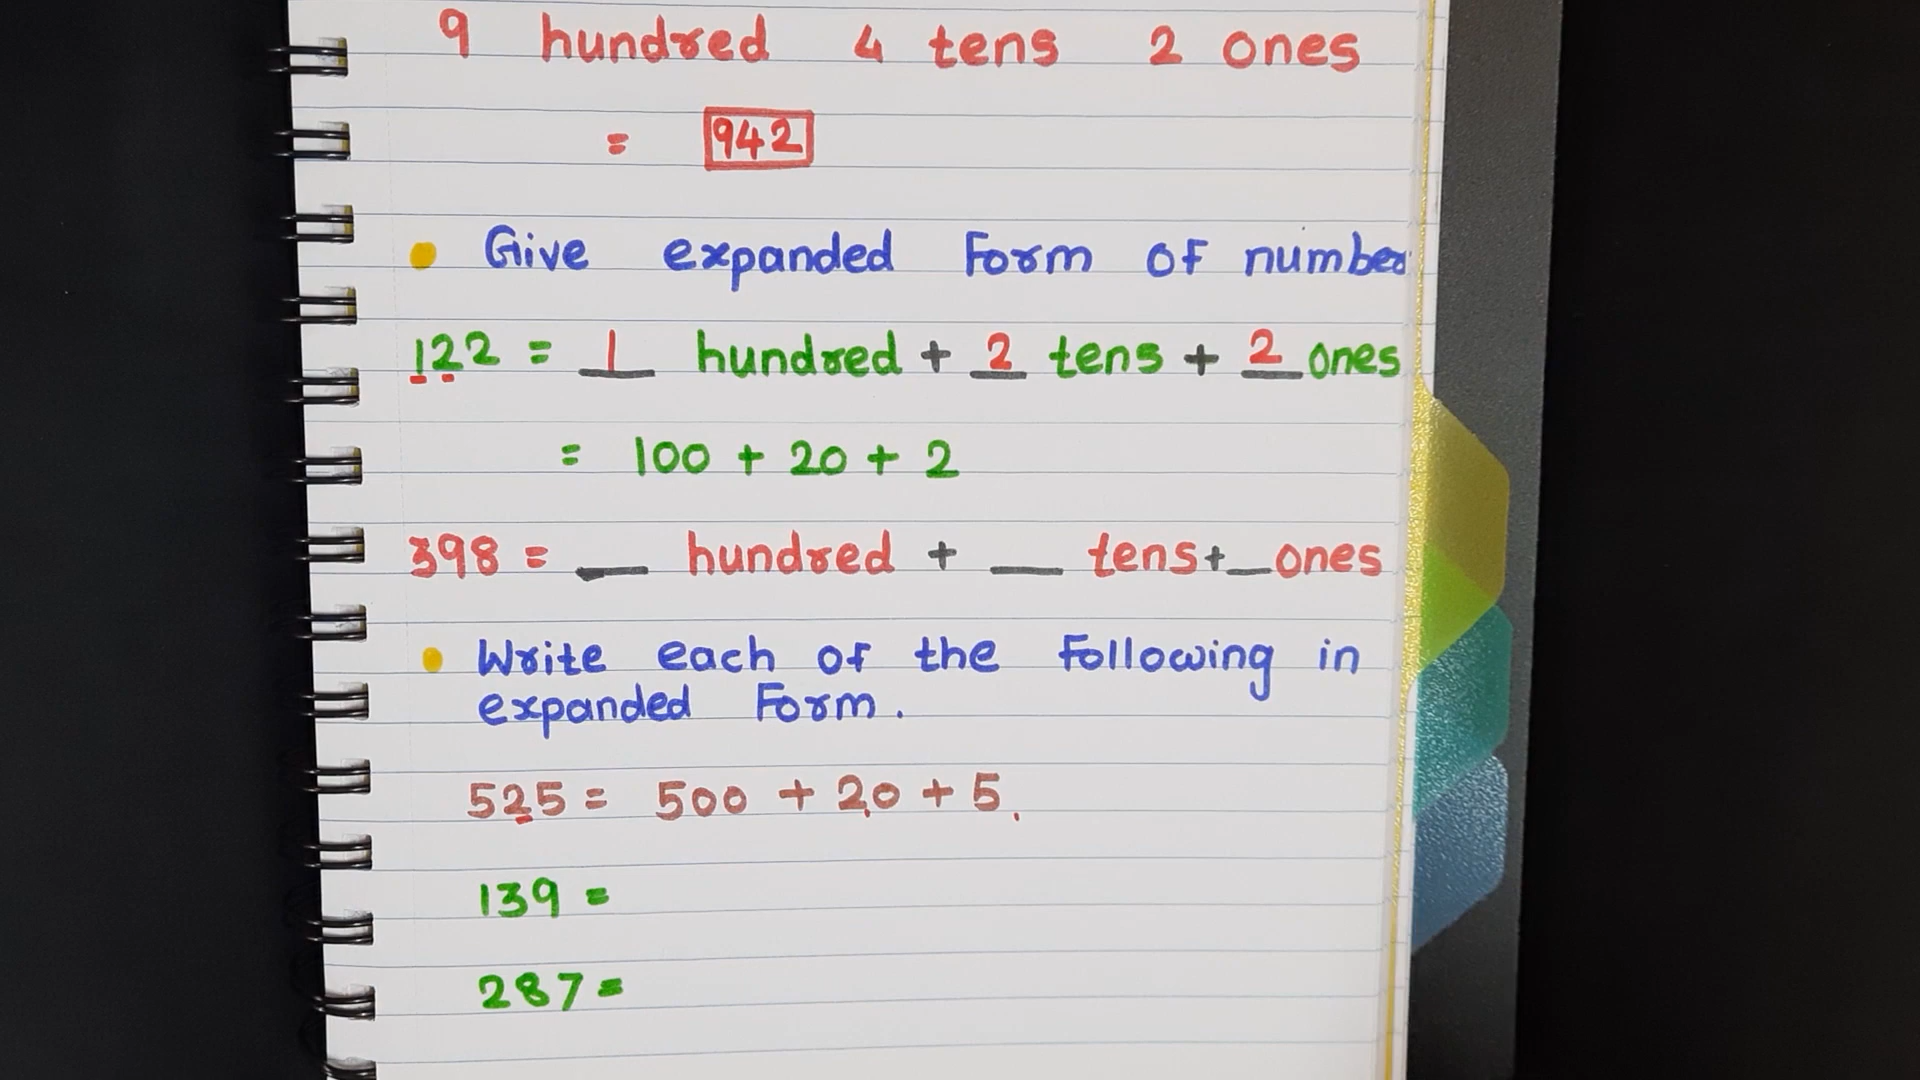 9 hundred 4 tens 2 ones
= 942
• Give expanded Form OF number
122 = 1 hundred + 2 tens + 2 ones
= 100 + 20 + 2
398 = __ hundred + __ tens + __ ones
• Write each of the Following in
expanded Form.
525 = 500 + 20 + 5
139 =
287 =